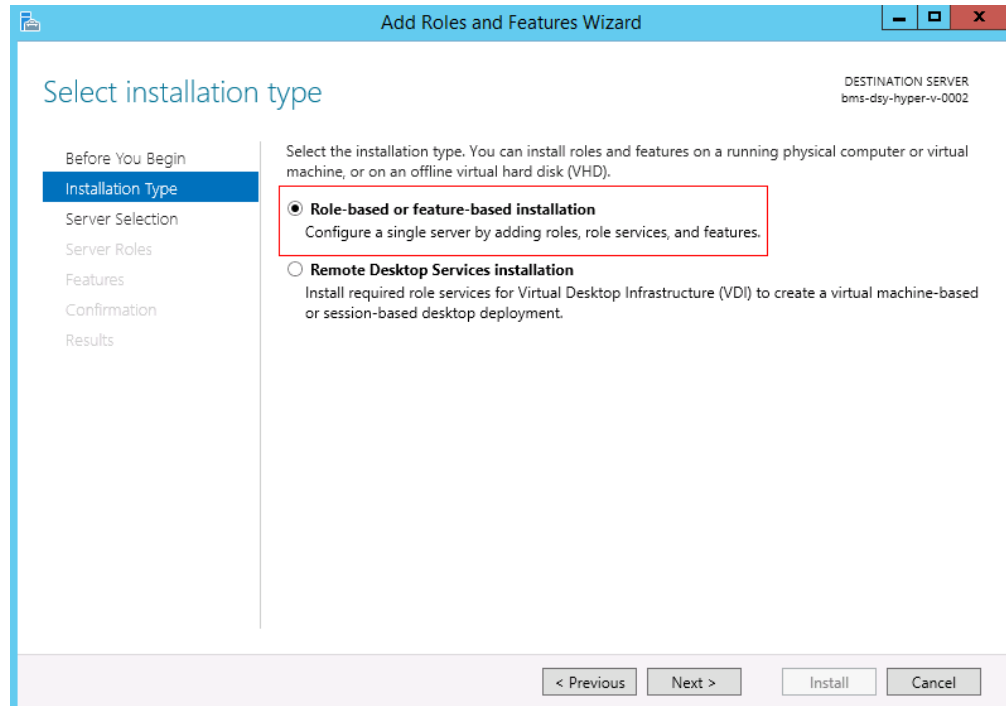 Add Roles and Features Wizard
Select installation type
DESTINATION SERVER
bms-dsy-hyper-v-0002
Before You Begin
Installation Type
Server Selection
Server Roles
Features
Confirmation
Results
Select the installation type. You can install roles and features on a running physical computer or virtual
machine, or on an offline virtual hard disk (VHD).
Role-based or feature-based installation
Configure a single server by adding roles, role services, and features.
Remote Desktop Services installation
Install required role services for Virtual Desktop Infrastructure (VDI) to create a virtual machine-based
or session-based desktop deployment.
< Previous
Next >
Install
Cancel